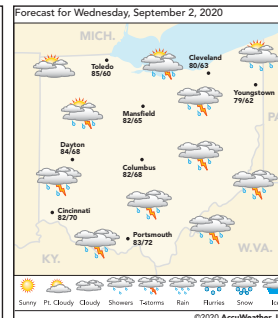 Forecast for Wednesday, September 2, 2020
MICH.
Cleveland
80/63
Toledo
85/60
Youngstown
79/62
Mansfield
82/65
PA
Dayton
84/68
Columbus
82/68
Cincinnati
82/70
Portsmouth
83/72
KY.
W.VA.
Sunny Pt. Cloudy Cloudy Showers T-storms Rain Flurries Snow Ice
©2020 AccuWeather, I